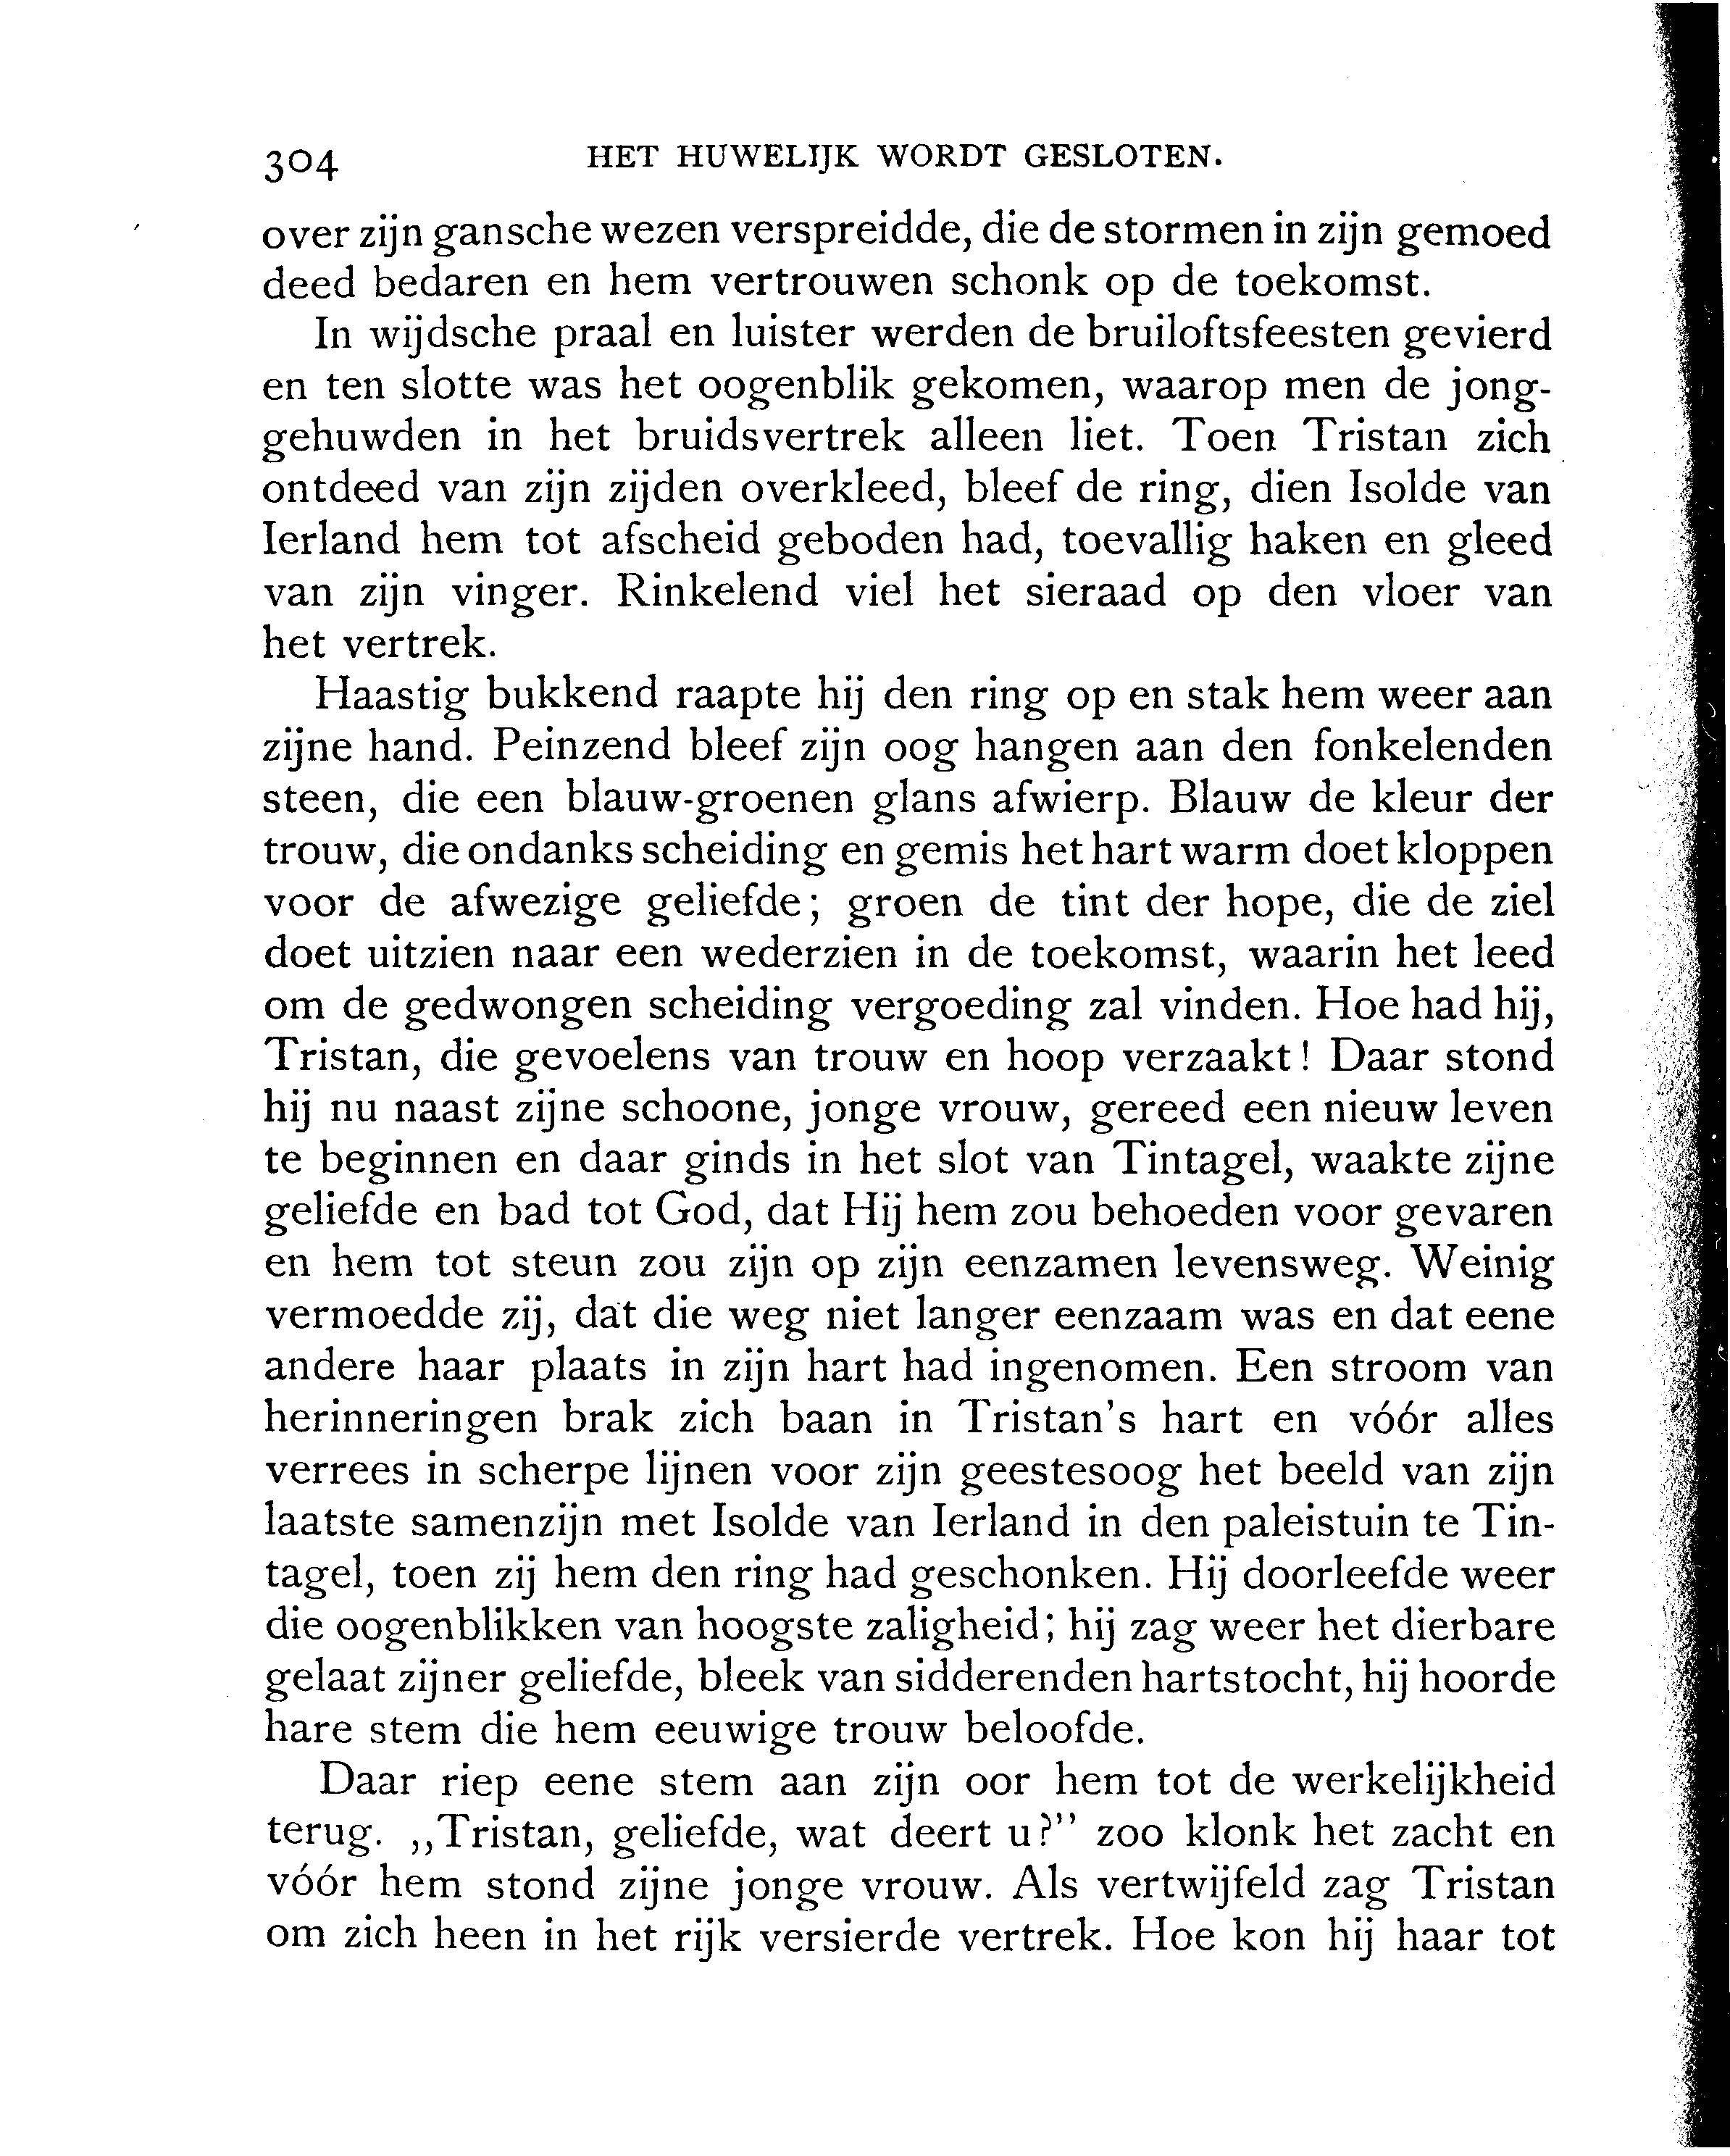 304 HET HUWELIJK WORDT GESLOTEN.
over zijn gansche wezen verspreidde, die de stormen in zijn gemoed
deed bedaren en hem vertrouwen schonk op de toekomst.
In wijdsche praal en luister werden de bruiloftsfeesten gevierd
en ten slotte was het oogenblik gekomen, waarop men de jong-
gehuwden in het bruidsvertrek alleen liet. Toen Tristan zich
ontdeed van zijn zijden overkleed, bleef de ring, dien Isolde van
Ierland hem tot afscheid geboden had, toevallig haken en gleed
van zijn vinger. Rinkelend viel het sieraad op den vloer van
het vertrek.
Haastig bukkend raapte hij den ring op en stak hem weer aan
zijne hand. Peinzend bleef zijn oog hangen aan den fonkelenden
steen, die een blauw-groenen glans afwierp. Blauw de kleur der
trouw, die ondanks scheiding en gemis het hart warm doet kloppen
voor de afwezige geliefde; groen de tint der hope, die de ziel
doet uitzien naar een wederzien in de toekomst, waarin het leed
om de gedwongen scheiding vergoeding zal vinden. Hoe had hij,
Tristan, die gevoelens van trouw en hoop verzaakt! Daar stond
hij nu naast zijne schoone, jonge vrouw, gereed een nieuw leven
te beginnen en daar ginds in het slot van Tintagel, waakte zijne
geliefde en bad tot God, dat Hij hem zou behoeden voor gevaren
en hem tot steun zou zijn op zijn eenzamen levensweg. Weinig
vermoedde zij, dat die weg niet langer eenzaam was en dat eene
andere haar plaats in zijn hart had ingenomen. Een stroom van
herinneringen brak zich baan in Tristan's hart en vóór alles
verrees in scherpe lijnen voor zijn geestesoog het beeld van zijn
laatste samenzijn met Isolde van Ierland in den paleistuin te Tin-
tagel, toen zij hem den ring had geschonken. Hij doorleefde weer
die oogenblikken van hoogste zaligheid; hij zag weer het dierbare
gelaat zijner geliefde, bleek van sidderenden hartstocht, hij hoorde
hare stem die hem eeuwige trouw beloofde.
Daar riep eene stem aan zijn oor hem tot de werkelijkheid
terug. ,,Tristan, geliefde, wat deert u?'' zoo klonk het zacht en
vóór hem stond zijne jonge vrouw. Als vertwijfeld zag Tristan
om zich heen in het rijk versierde vertrek. Hoe kon hij haar tot